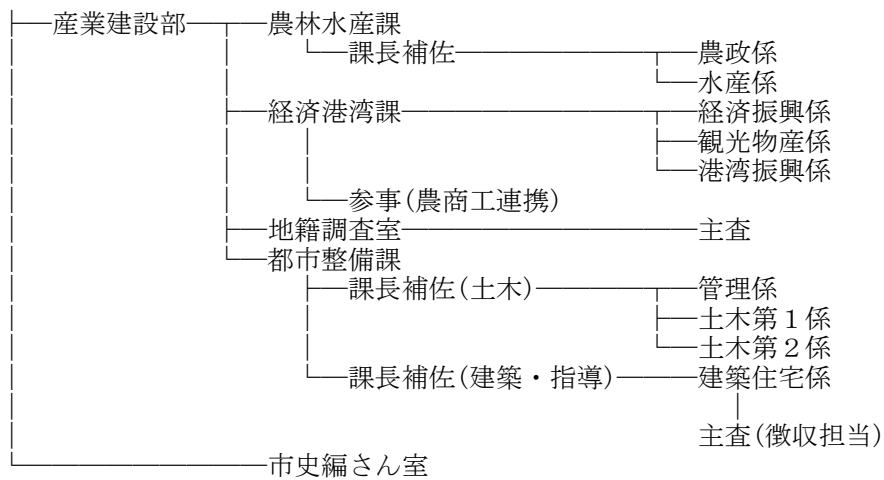 産業建設部 農林水産課
課長補佐 農政係
水産係
経済港湾課 経済振興係
観光物産係
港湾振興係
参事(農商工連携)
地籍調査室 主査
都市整備課
課長補佐(土木) 管理係
土木第１係
土木第２係
課長補佐(建築・指導) 建築住宅係
主査(徴収担当)
市史編さん室